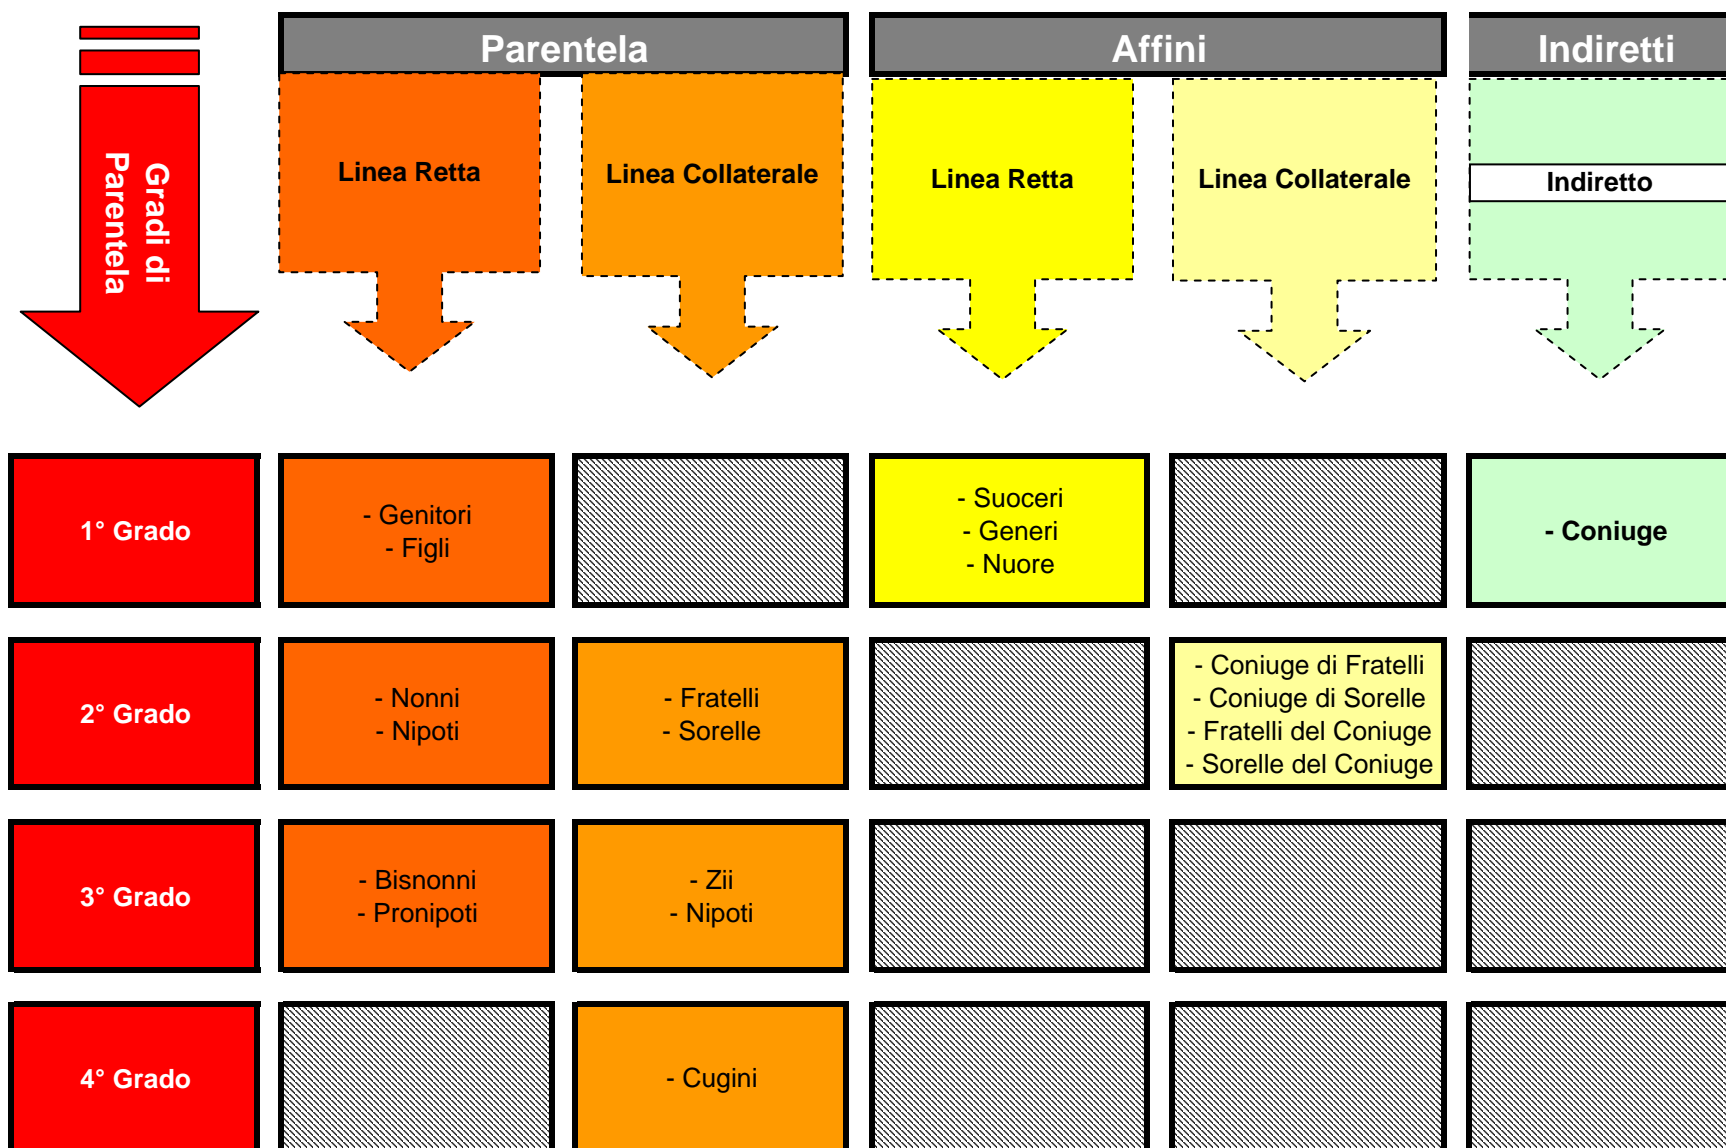 Parentela
Affini
Indiretti
Gradi di
Parentela
Linea Retta
Linea Collaterale
Linea Retta
Linea Collaterale
Indiretto
1° Grado
- Genitori
- Figli
- Suoceri
- Generi
- Nuore
- Coniuge
2° Grado
- Nonni
- Nipoti
- Fratelli
- Sorelle
- Coniuge di Fratelli
- Coniuge di Sorelle
- Fratelli del Coniuge
- Sorelle del Coniuge
3° Grado
- Bisnonni
- Pronipoti
- Zii
- Nipoti
4° Grado
- Cugini